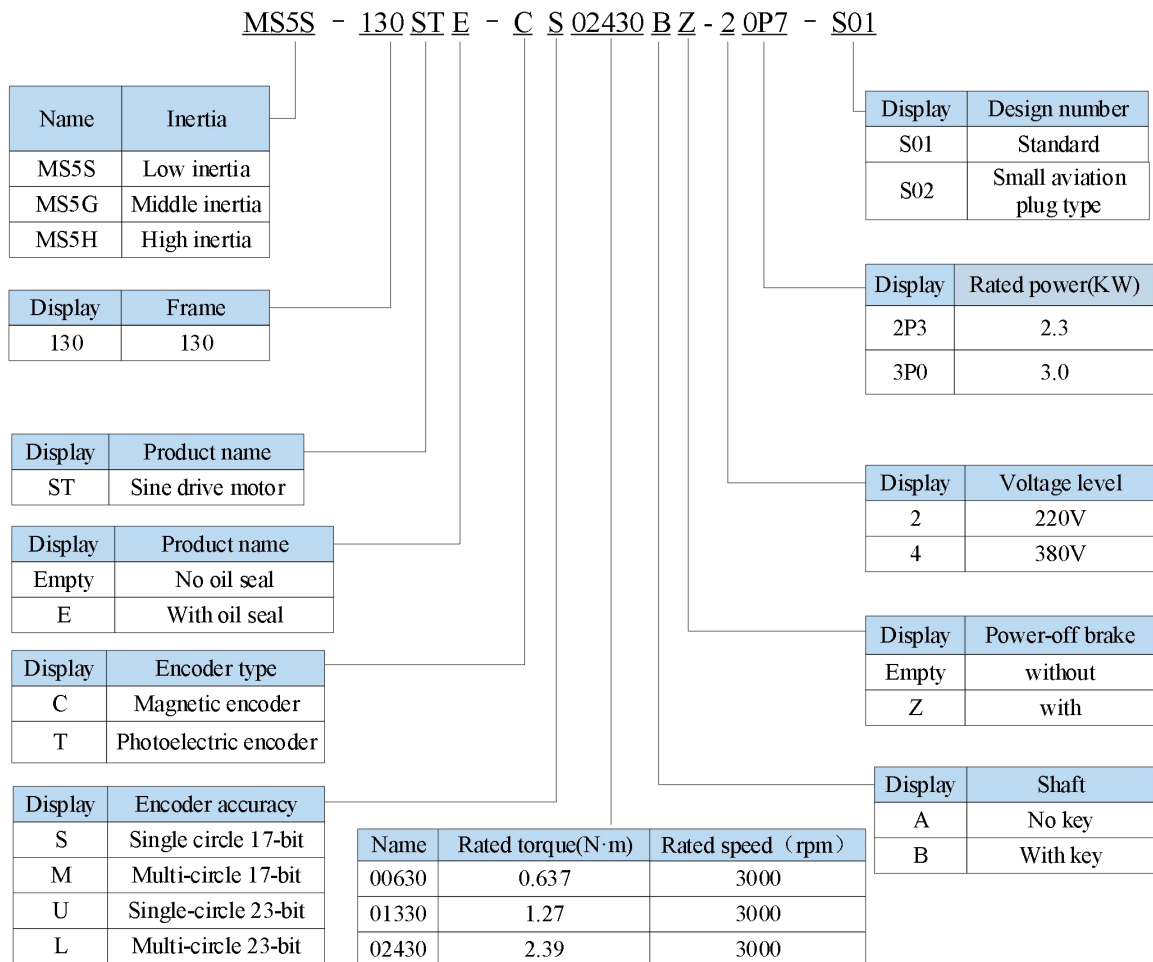 MS5S - 130 ST E - C S 02430 B Z - 2 0P7 - S01
Name Inertia
MS5S Low inertia
MS5G Middle inertia
MS5H High inertia
Display Frame
130 130
Display Product name
ST Sine drive motor
Display Product name
Empty No oil seal
E With oil seal
Display Encoder type
C Magnetic encoder
T Photoelectric encoder
Display Encoder accuracy
S Single circle 17-bit
M Multi-circle 17-bit
U Single-circle 23-bit
L Multi-circle 23-bit
Name Rated torque(N·m) Rated speed（rpm）
00630 0.637 3000
01330 1.27 3000
02430 2.39 3000
Display Design number
S01 Standard
S02 Small aviation
plug type
Display Rated power(KW)
2P3 2.3
3P0 3.0
Display Voltage level
2 220V
4 380V
Display Power-off brake
Empty without
Z with
Display Shaft
A No key
B With key